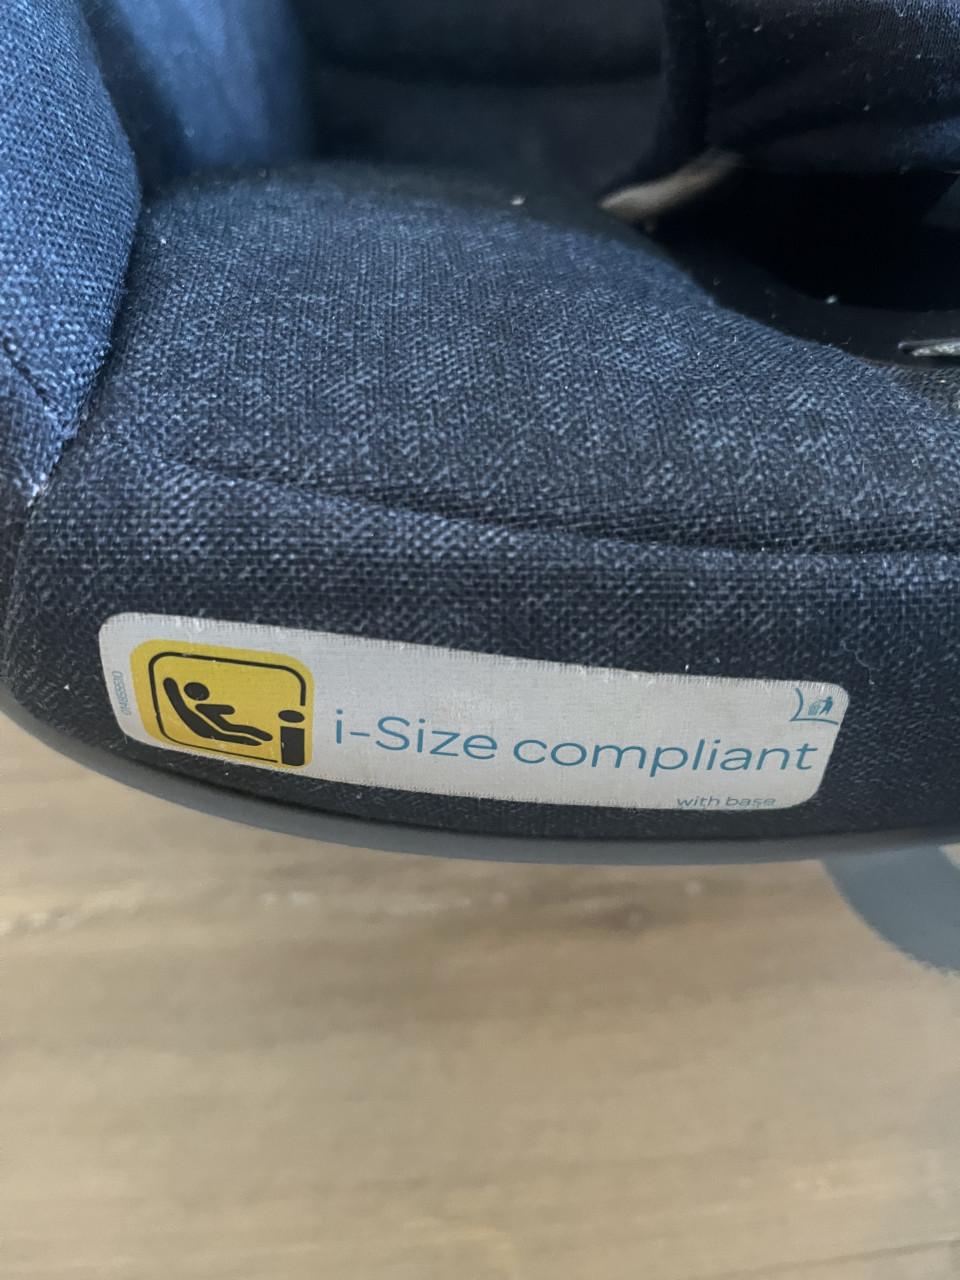 i-Size compliant
with base